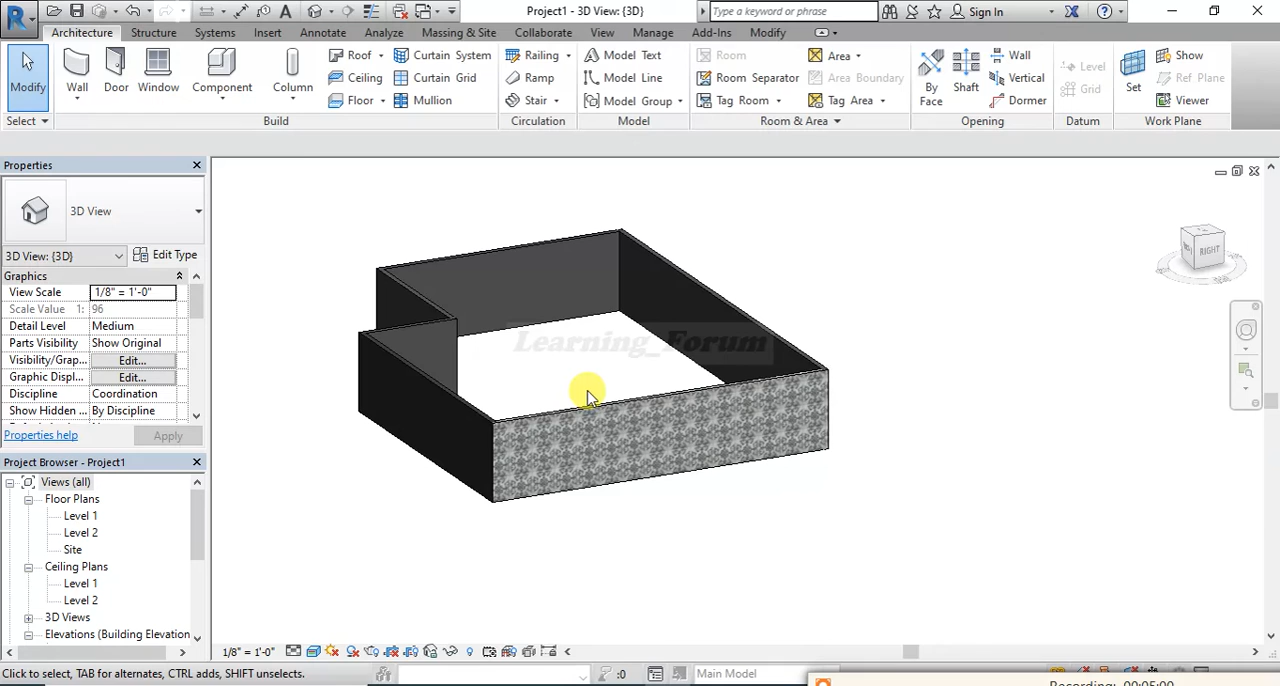 Project1 - 3D View: {3D}
Type a keyword or phrase
Sign In
Architecture Structure Systems Insert Annotate Analyze Massing & Site Collaborate View Manage Add-Ins Modify
Modify
Wall
Door
Window
Component
Column
Roof
Ceiling
Floor
Curtain System
Curtain Grid
Mullion
Railing
Ramp
Stair
Model Text
Model Line
Model Group
Room
Room Separator
Tag Room
Area
Area Boundary
Tag Area
By
Face
Shaft
Wall
Vertical
Dormer
Level
Grid
Set
Show
Ref Plane
Viewer
Select
Build
Circulation
Model
Room & Area
Opening
Datum
Work Plane
Properties
3D View
3D View: {3D}
Edit Type
Graphics
View Scale 1/8" = 1'-0"
Scale Value 1: 96
Detail Level Medium
Parts Visibility Show Original
Visibility/Grap... Edit...
Graphic Displ... Edit...
Discipline Coordination
Show Hidden ... By Discipline
Properties help
Apply
Project Browser - Project1
Views (all)
Floor Plans
Level 1
Level 2
Site
Ceiling Plans
Level 1
Level 2
3D Views
Elevations (Building Elevation
Learning_Forum
RIGHT
1/8" = 1'-0"
Click to select, TAB for alternates, CTRL adds, SHIFT unselects.
:0
Main Model
Recording: 00:05:00